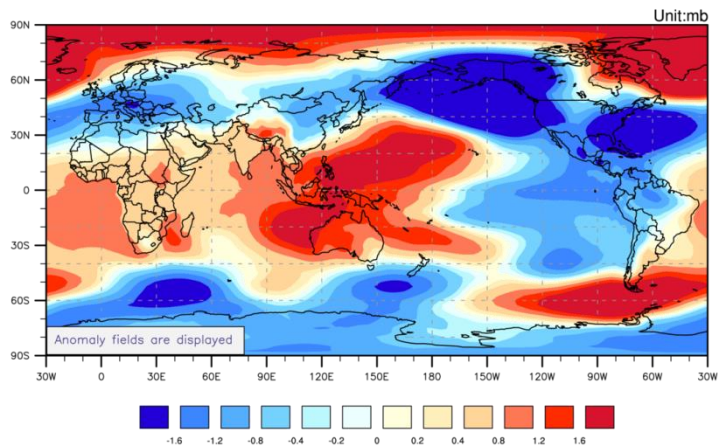 Unit:mb
90N
60N
30N
0
30S
60S
90S
Anomaly fields are displayed
30W 0 30E 60E 90E 120E 150E 180 150W 120W 90W 60W 30W
-1.6 -1.2 -0.8 -0.4 -0.2 0 0.2 0.4 0.8 1.2 1.6